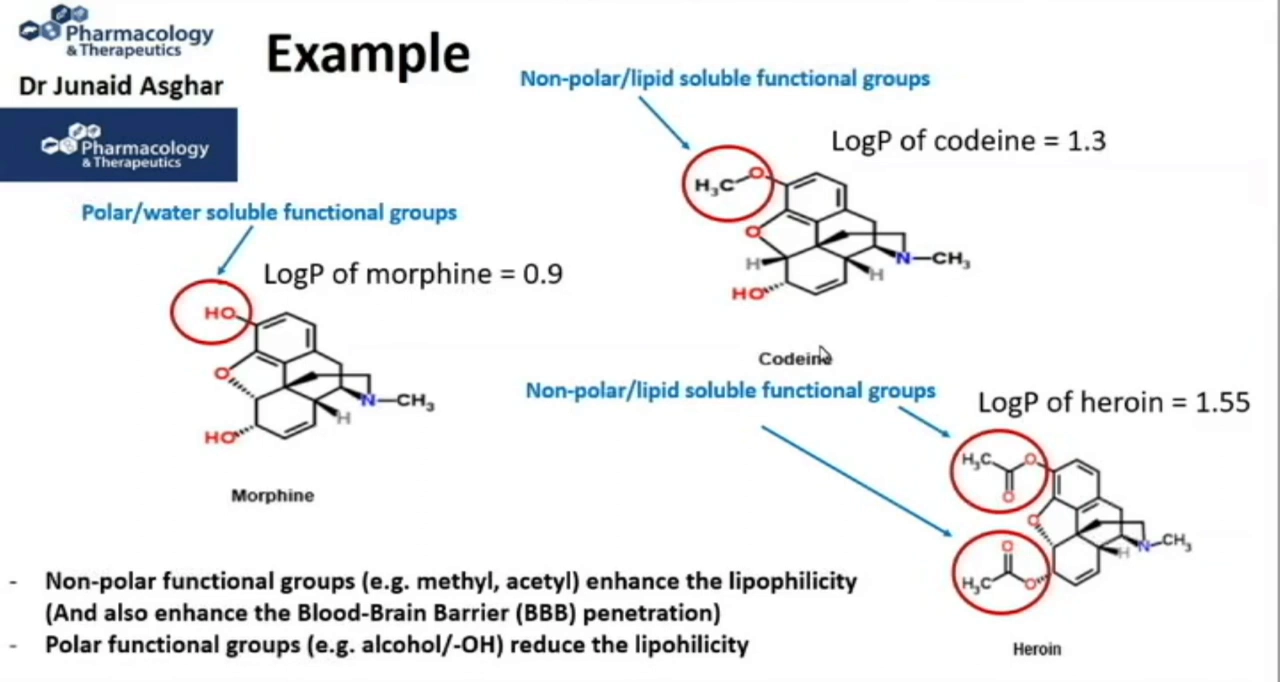 Pharmacology
& Therapeutics
Dr Junaid Asghar
Pharmacology
& Therapeutics
Example
Non-polar/lipid soluble functional groups
LogP of codeine = 1.3
H₃C
O
O
H
HO
H
N—CH₃
Codeine
Polar/water soluble functional groups
LogP of morphine = 0.9
HO
O
HO
H
N—CH₃
Morphine
Non-polar/lipid soluble functional groups
LogP of heroin = 1.55
H₃C
O
O
O
O
H₃C
O
H
N—CH₃
Heroin
- Non-polar functional groups (e.g. methyl, acetyl) enhance the lipophilicity
(And also enhance the Blood-Brain Barrier (BBB) penetration)
- Polar functional groups (e.g. alcohol/-OH) reduce the lipohilicity